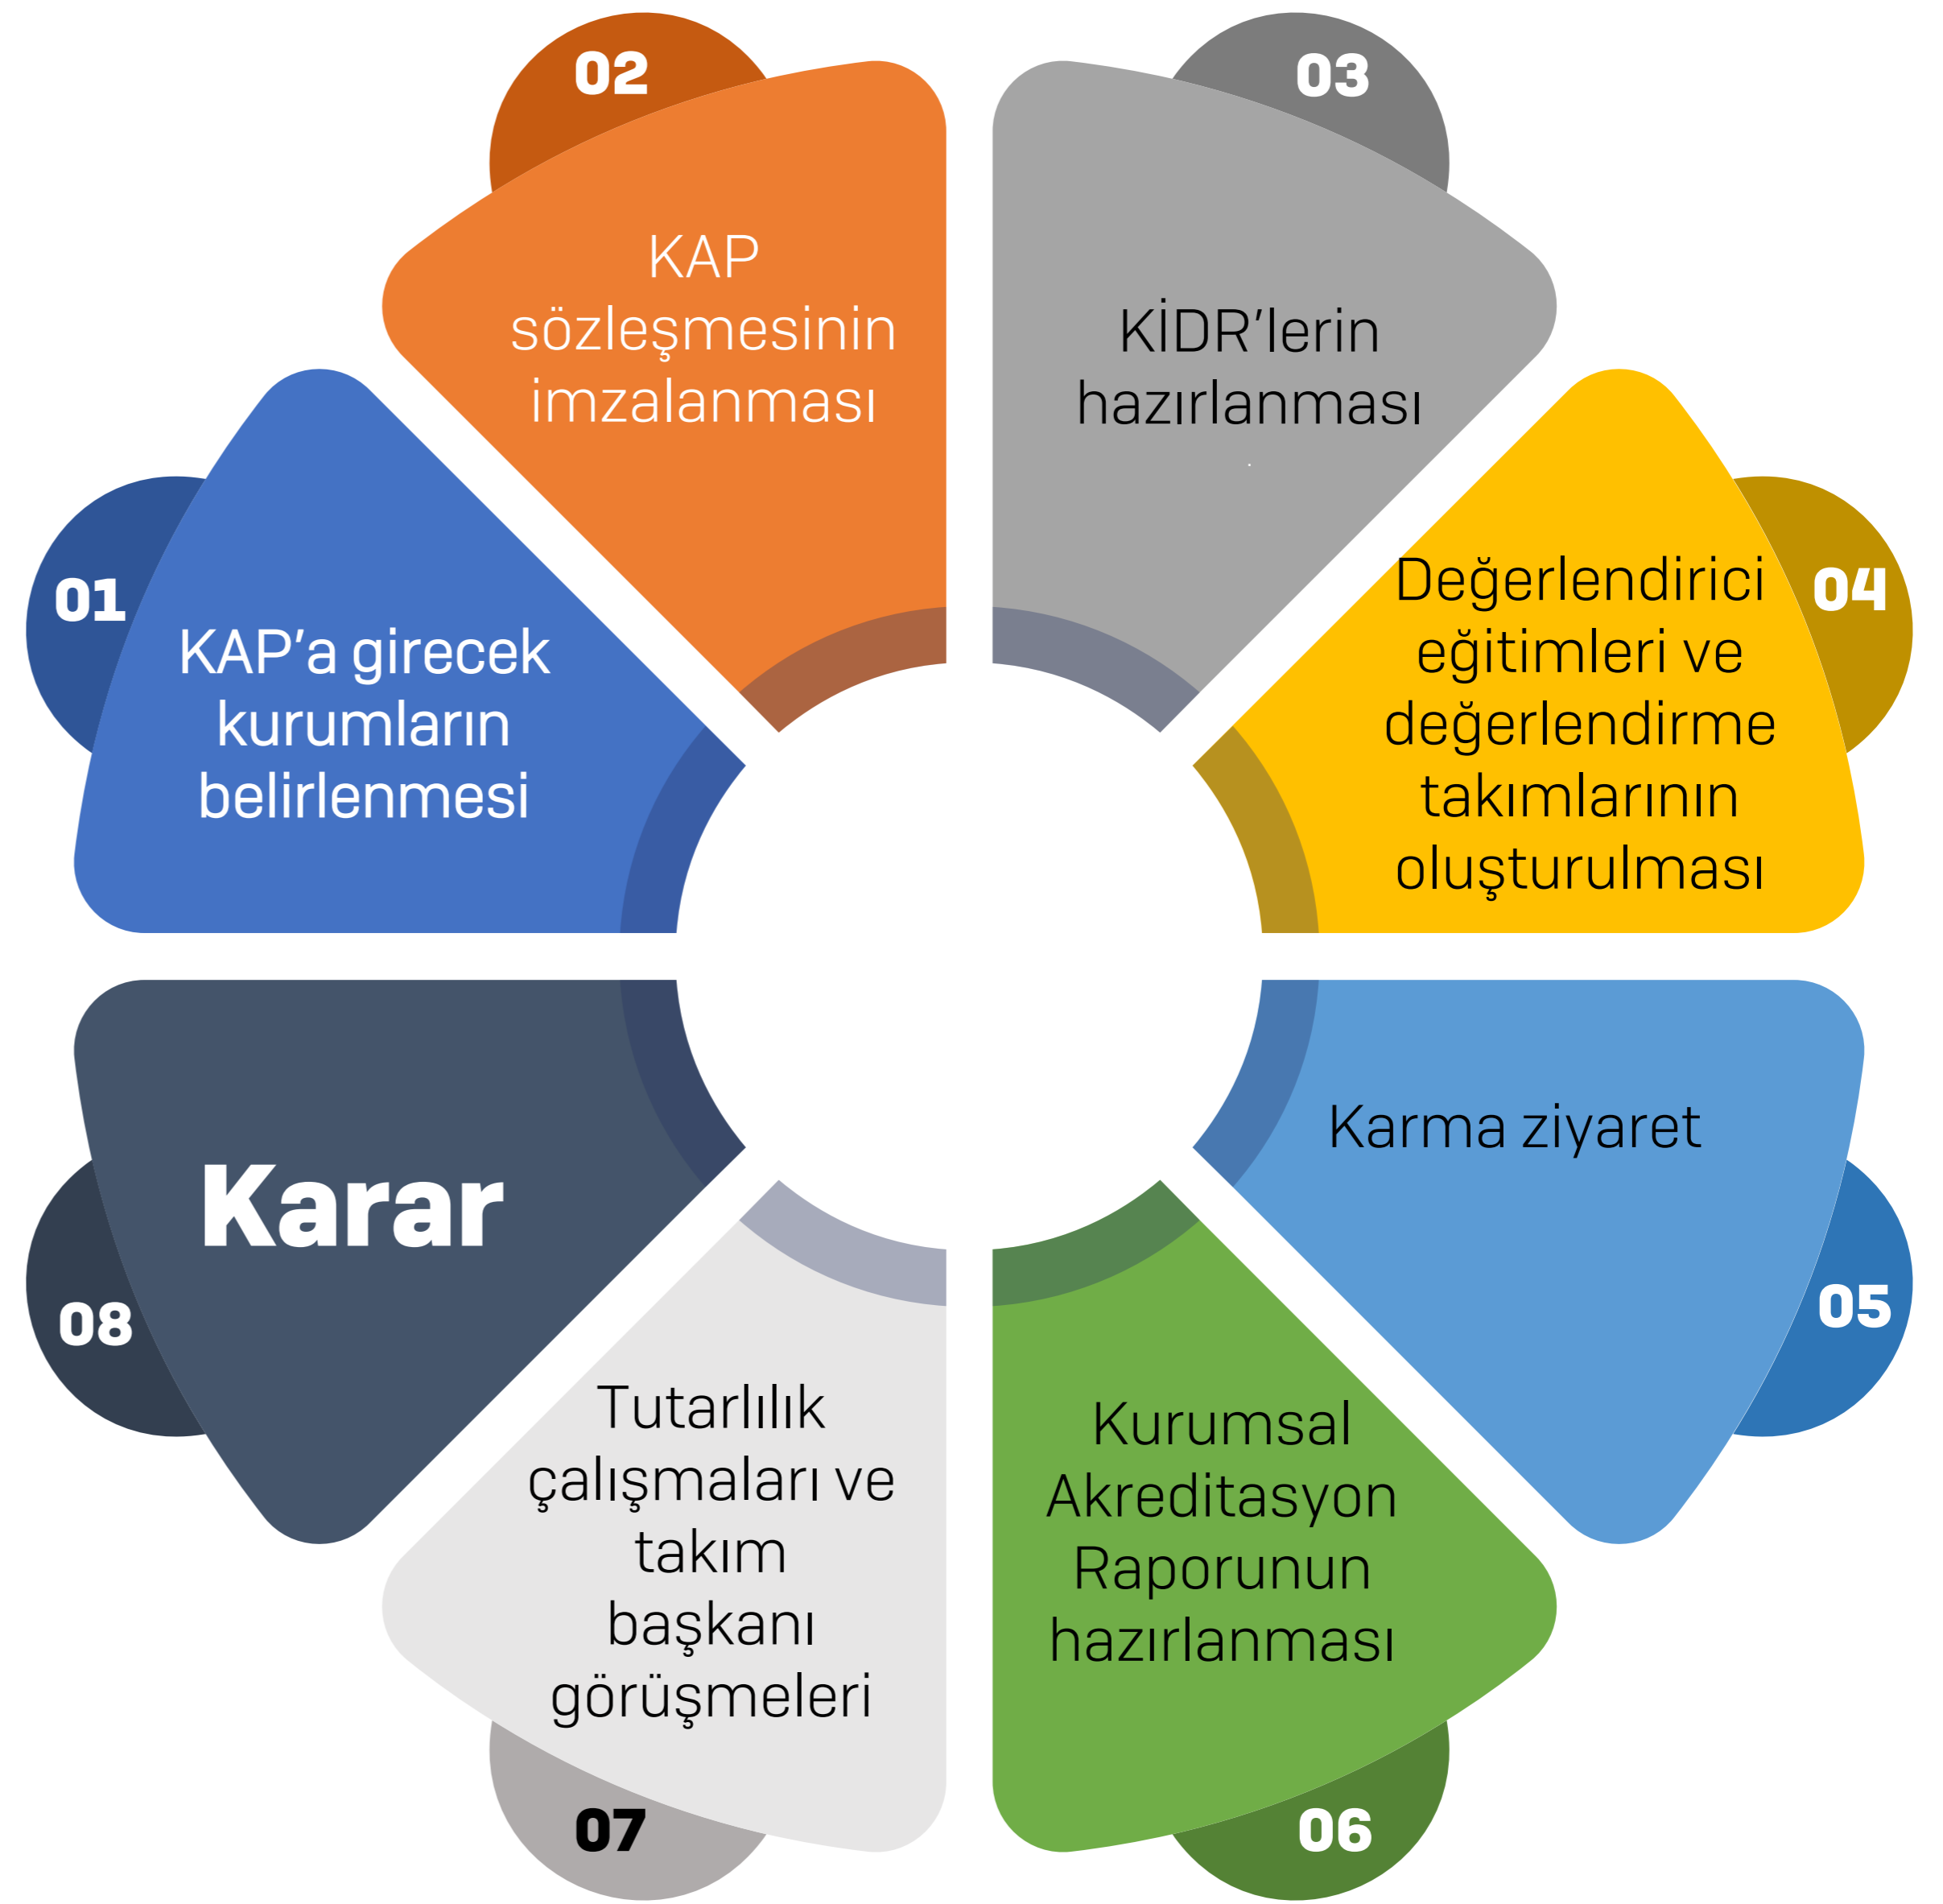 01
KAP’a girecek
kurumların
belirlenmesi
02
KAP
sözleşmesinin
imzalanması
03
KİDR’lerin
hazırlanması
.
04
Değerlendirici
eğitimleri ve
değerlendirme
takımlarının
oluşturulması
05
Karma ziyaret
06
Kurumsal
Akreditasyon
Raporunun
hazırlanması
07
Tutarlılık
çalışmaları ve
takım
başkanı
görüşmeleri
08
Karar